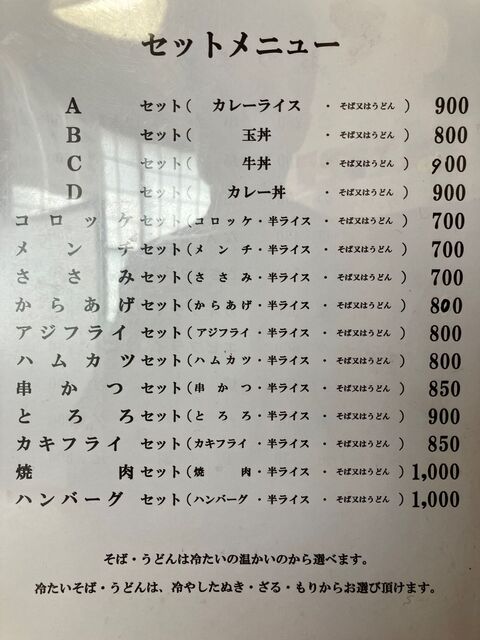 セットメニュー
A セット( カレーライス ・そば又はうどん ) 900
B セット( 玉丼 ・そば又はうどん ) 800
C セット( 牛丼 ・そば又はうどん ) 900
D セット( カレー丼 ・そば又はうどん ) 900
コロッケセット(コロッケ・半ライス ・そば又はうどん ) 700
メンチセット(メンチ・半ライス ・そば又はうどん ) 700
ささみセット(ささみ・半ライス ・そば又はうどん ) 700
からあげセット(からあげ・半ライス ・そば又はうどん ) 800
アジフライ セット(アジフライ・半ライス ・そば又はうどん ) 800
ハムカツ セット(ハムカツ・半ライス ・そば又はうどん ) 800
串かつ セット(串かつ・半ライス ・そば又はうどん ) 850
とろろ セット(とろろ・半ライス ・そば又はうどん ) 900
カキフライ セット(カキフライ・半ライス ・そば又はうどん ) 850
焼肉 セット(焼肉・半ライス ・そば又はうどん ) 1,000
ハンバーグ セット(ハンバーグ・半ライス ・そば又はうどん ) 1,000
そば・うどんは冷たいの温かいのから選べます。
冷たいそば・うどんは、冷やしたぬき・ざる・もりからお選び頂けます。